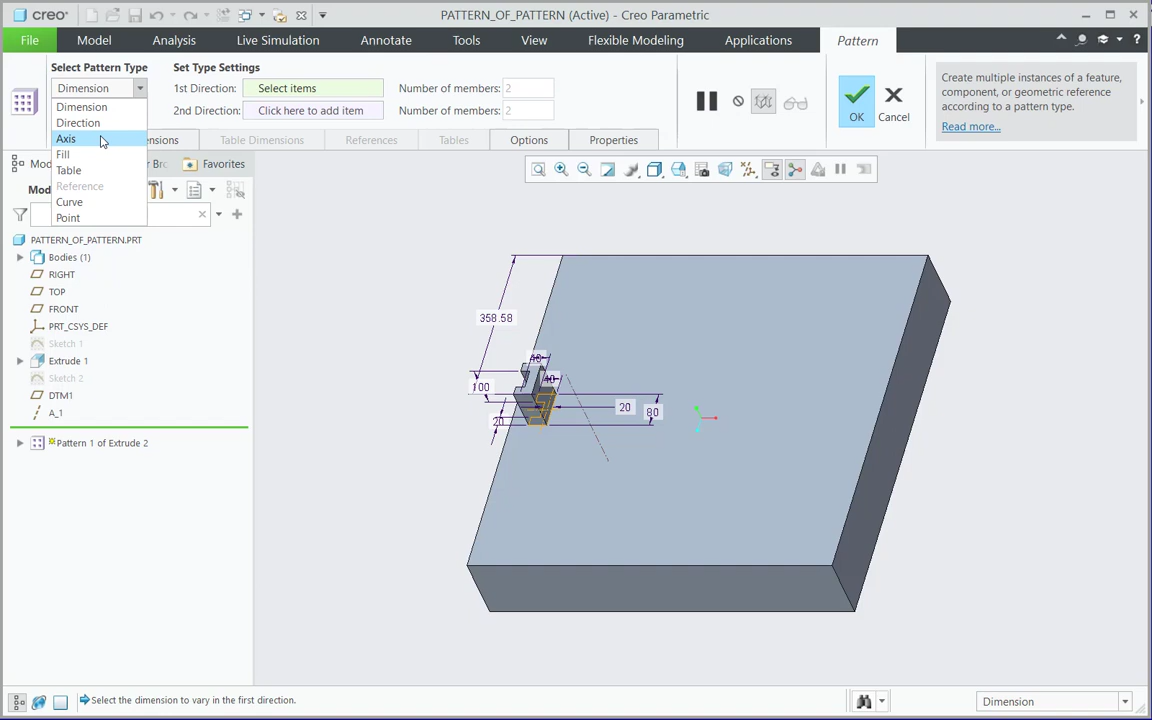 creo PATTERN_OF_PATTERN (Active) - Creo Parametric
File Model Analysis Live Simulation Annotate Tools View Flexible Modeling Applications Pattern
Select Pattern Type Set Type Settings
Dimension 1st Direction: Select items Number of members: 2
2nd Direction: Click here to add item Number of members: 2
OK Cancel
Create multiple instances of a feature,
component, or geometric reference
according to a pattern type.
Read more...
Dimension
Direction
Axis
Fill
Table
Reference
Curve
Point
Table Dimensions References Tables Options Properties
Favorites
PATTERN_OF_PATTERN.PRT
Bodies (1)
RIGHT
TOP
FRONT
PRT_CSYS_DEF
Sketch 1
Extrude 1
Sketch 2
DTM1
A_1
Pattern 1 of Extrude 2
358.58
40
40
100
20
80
20
Select the dimension to vary in the first direction.
Dimension